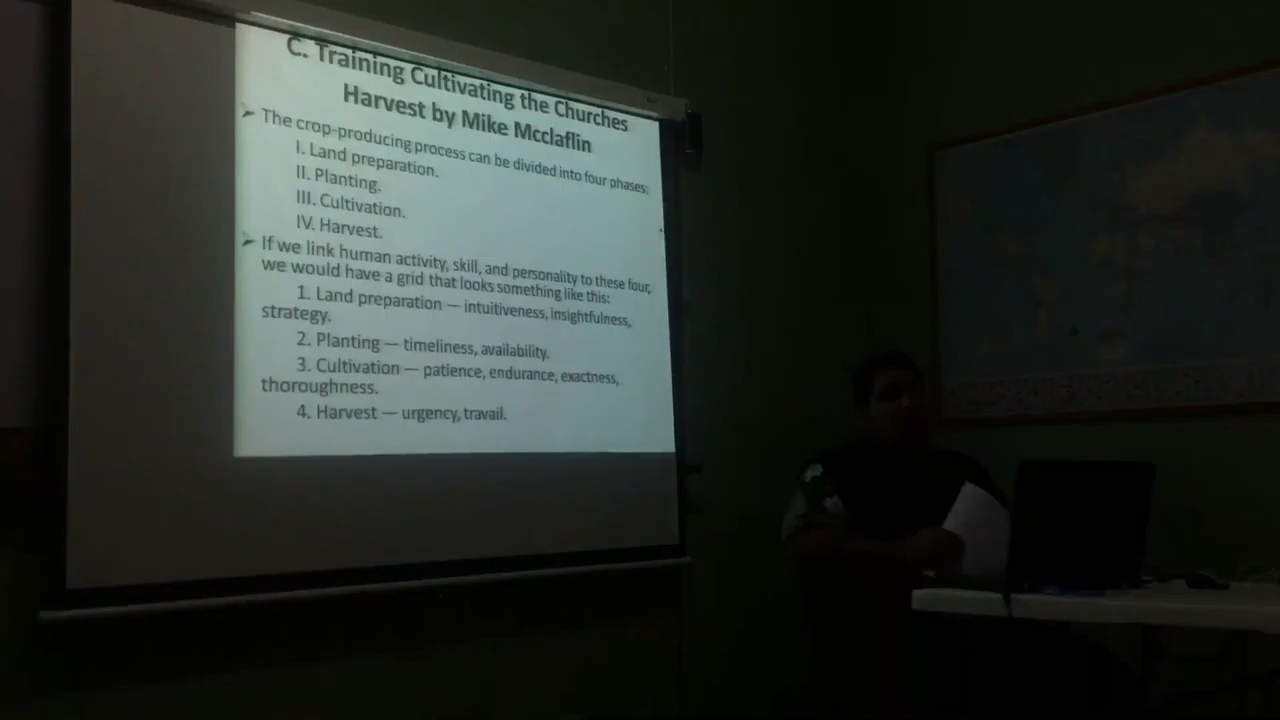 C. Training Cultivating the Churches
Harvest by Mike Mcclaflin
➢ The crop-producing process can be divided into four phases:
I. Land preparation.
II. Planting.
III. Cultivation.
IV. Harvest.
➢ If we link human activity, skill, and personality to these four,
we would have a grid that looks something like this:
1. Land preparation — intuitiveness, insightfulness,
strategy.
2. Planting — timeliness, availability.
3. Cultivation — patience, endurance, exactness,
thoroughness.
4. Harvest — urgency, travail.